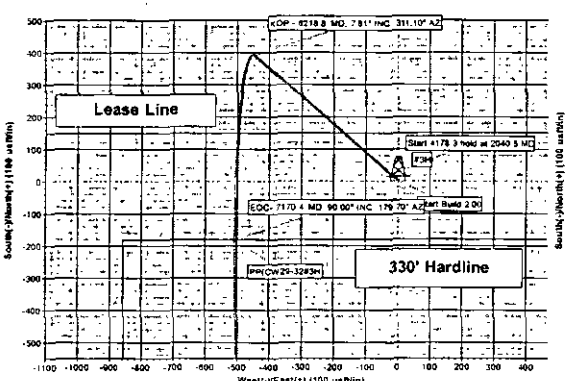 KOP - 6218.8 MD, 7.81° INC, 311.10° AZ
Lease Line
Start 4178.3 hold at 2040.5 MD
#3H
EOC- 7170.4 MD, 90.00° INC, 179.70° AZ
Start Build 2.00
PP(CW29-32#3H
330' Hardline
South(-)/North(+) (100 usft/in)
South(-)/North(+) (100 usft/in)
500
400
300
200
100
0
-100
-200
-300
-400
-500
-1100 -1000 -900 -800 -700 -600 -500 -400 -300 -200 -100 0 100 200 300 400
West(-)/East(+) (100 usft/in)